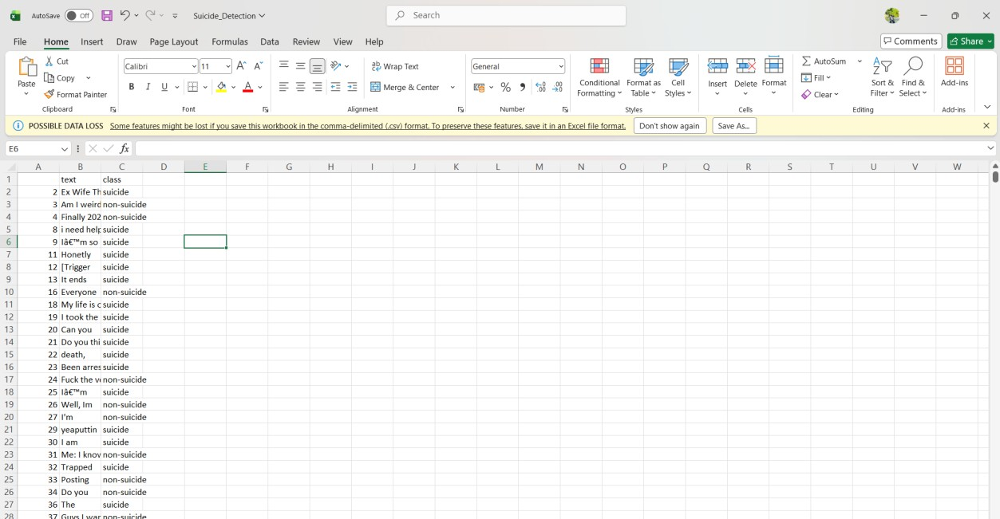 AutoSave Off Suicide_Detection Search
File Home Insert Draw Page Layout Formulas Data Review View Help Comments Share
Paste Cut Copy Format Painter Clipboard
Calibri 11 A A B I U A Font
ab Wrap Text Merge & Center Alignment
General % Number
Conditional Formatting Format as Table Cell Styles Styles
Insert Delete Format Cells
AutoSum Fill Clear Sort & Filter Find & Select Editing
Add-ins Add-ins
POSSIBLE DATA LOSS Some features might be lost if you save this workbook in the comma-delimited (.csv) format. To preserve these features, save it in an Excel file format. Don't show again Save As...
E6 fx
A B C D E F G H I J K L M N O P Q R S T U V W
1 text class
2 2 Ex Wife Th suicide
3 3 Am I weird non-suicide
4 4 Finally 202 non-suicide
5 8 i need help suicide
6 9 Iâ€™m so suicide
7 11 Honetly suicide
8 12 [Trigger suicide
9 13 It ends suicide
10 16 Everyone non-suicide
11 18 My life is c suicide
12 19 I took the suicide
13 20 Can you suicide
14 21 Do you thi suicide
15 22 death, suicide
16 23 Been arres suicide
17 24 Fuck the ve non-suicide
18 25 Iâ€™m suicide
19 26 Well, Im non-suicide
20 27 I'm non-suicide
21 29 yeaputtin suicide
22 30 I am suicide
23 31 Me: I know non-suicide
24 32 Trapped suicide
25 33 Posting non-suicide
26 34 Do you non-suicide
27 36 The suicide
28 37 Guys I war non-suicide